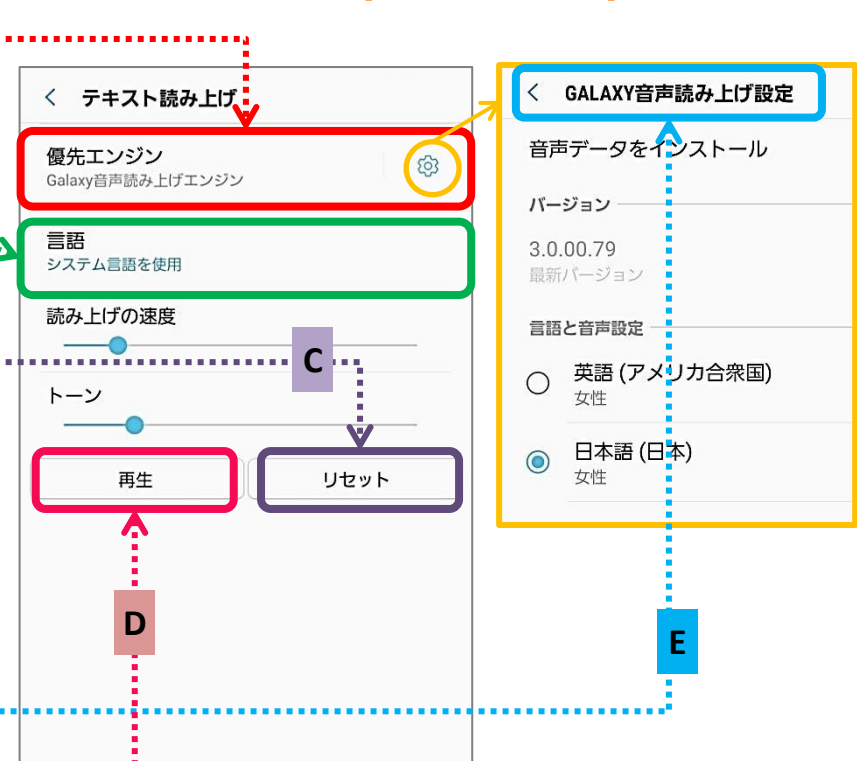 テキスト読み上げ
優先エンジン
Galaxy音声読み上げエンジン
言語
システム言語を使用
読み上げの速度
C
トーン
再生
リセット
D
GALAXY音声読み上げ設定
音声データをインストール
バージョン
3.0.00.79
最新バージョン
言語と音声設定
英語 (アメリカ合衆国)
女性
日本語 (日本)
女性
E